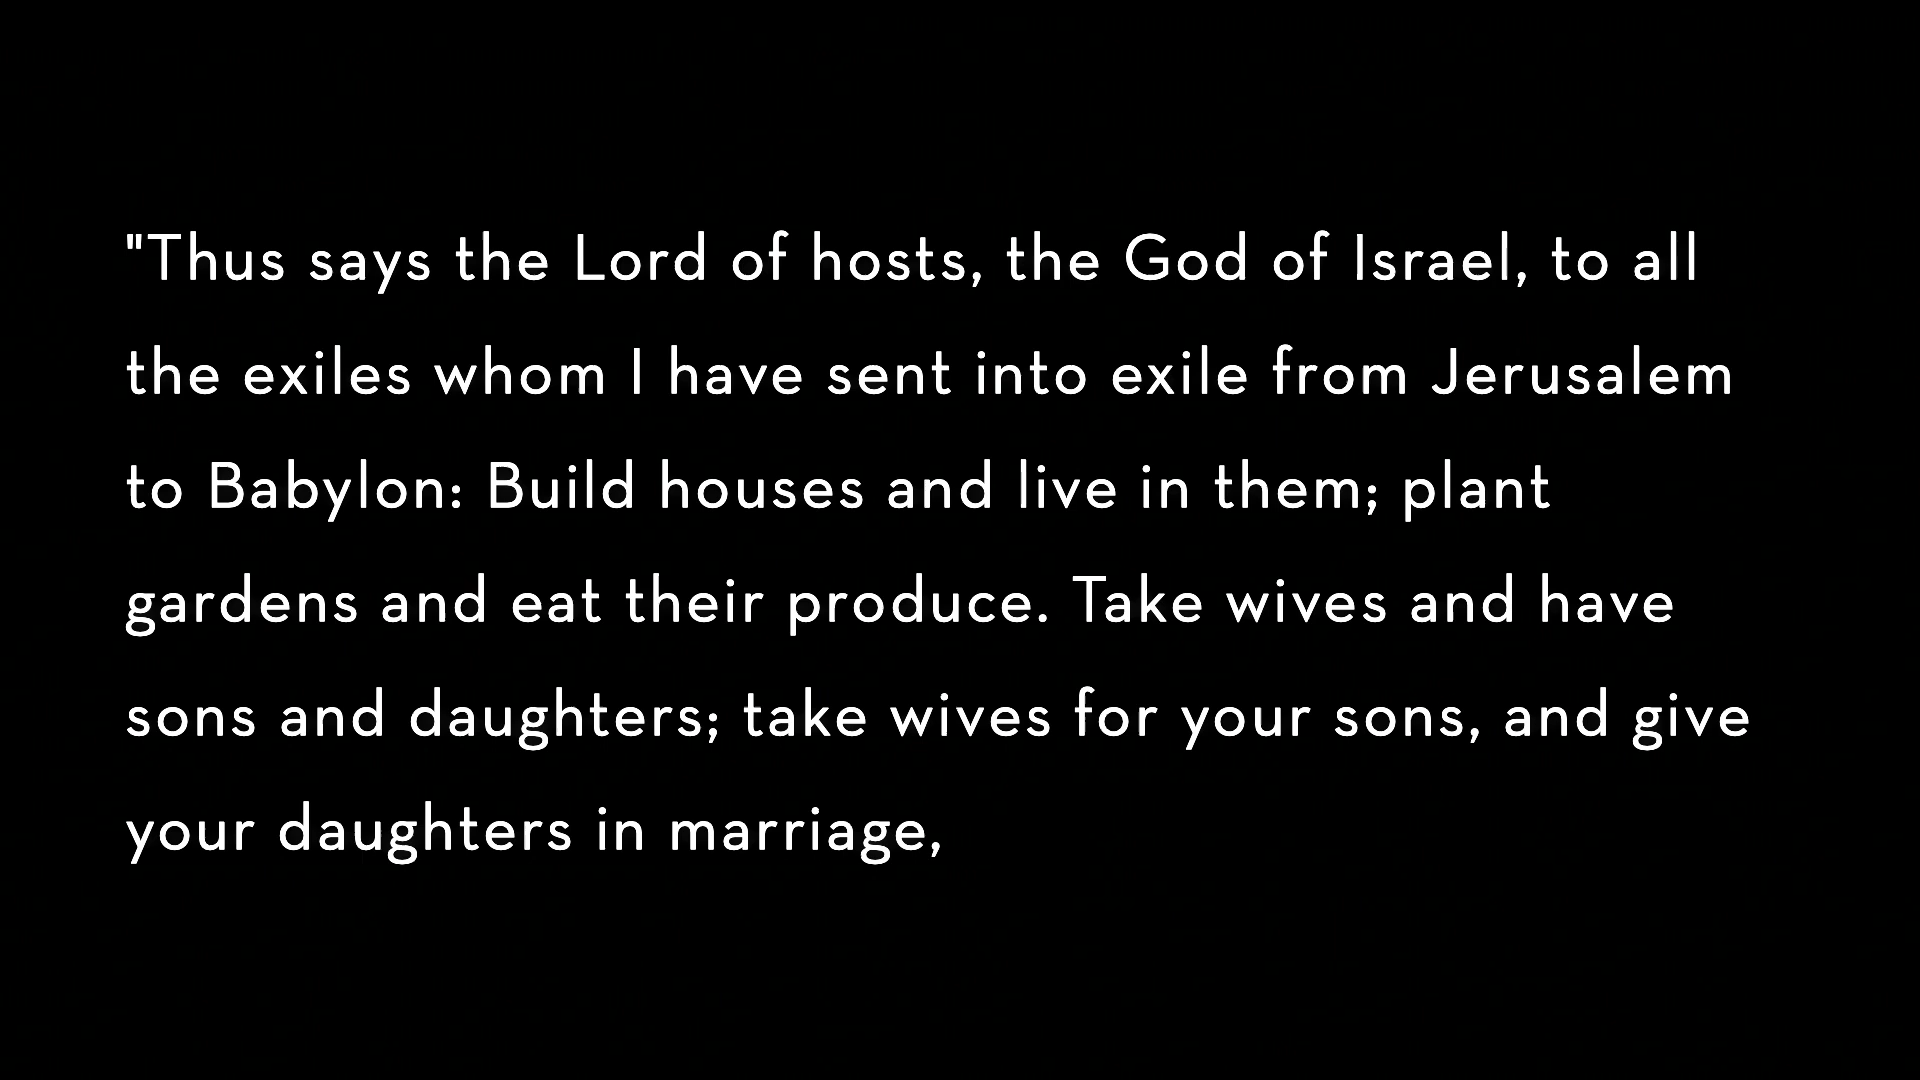 "Thus says the Lord of hosts, the God of Israel, to all
the exiles whom I have sent into exile from Jerusalem
to Babylon: Build houses and live in them; plant
gardens and eat their produce. Take wives and have
sons and daughters; take wives for your sons, and give
your daughters in marriage,